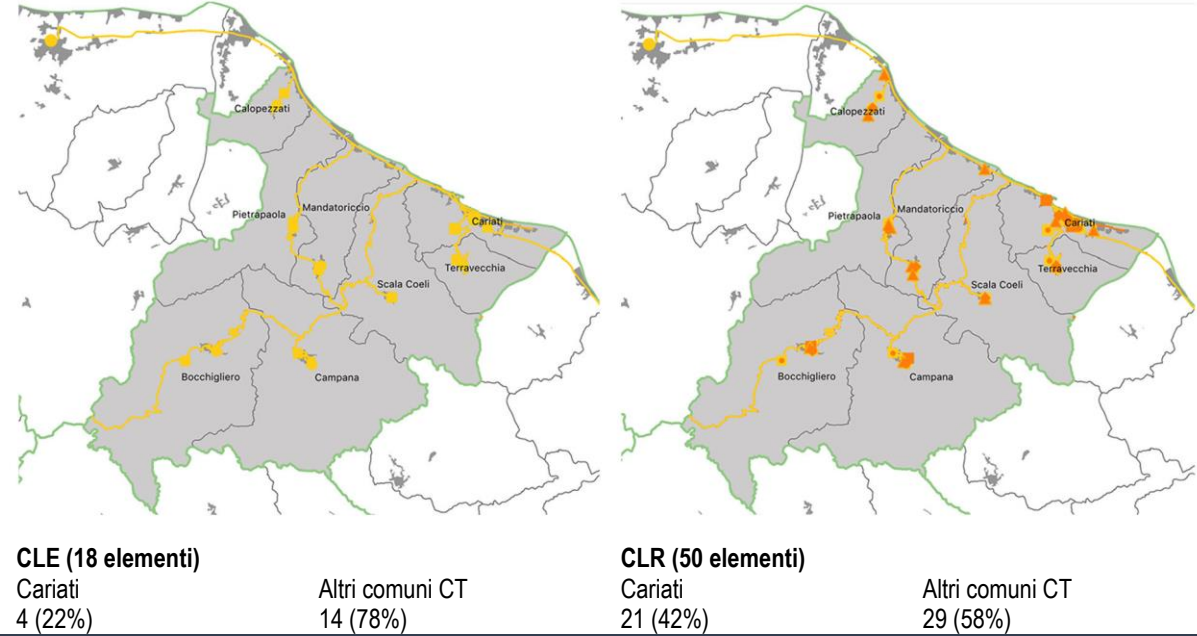 Calopezzati
Pietrapaola
Mandatoriccio
Cariati
Terravecchia
Scala Coeli
Bocchigliero
Campana
Calopezzati
Pietrapaola
Mandatoriccio
Cariati
Terravecchia
Scala Coeli
Bocchigliero
Campana
CLE (18 elementi)
Cariati Altri comuni CT
4 (22%) 14 (78%)
CLR (50 elementi)
Cariati Altri comuni CT
21 (42%) 29 (58%)